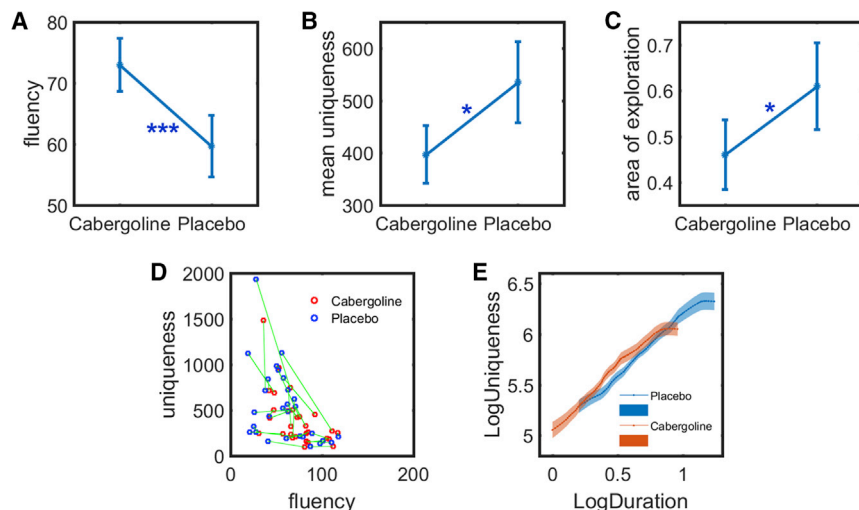 A
fluency
80
70
60
50
***
Cabergoline Placebo
B
mean uniqueness
600
500
400
300
*
Cabergoline Placebo
C
area of exploration
0.7
0.6
0.5
0.4
*
Cabergoline Placebo
D
uniqueness
2000
1500
1000
500
0
Cabergoline
Placebo
0 100 200
fluency
E
LogUniqueness
6.5
6
5.5
5
Placebo
Cabergoline
0 0.5 1
LogDuration